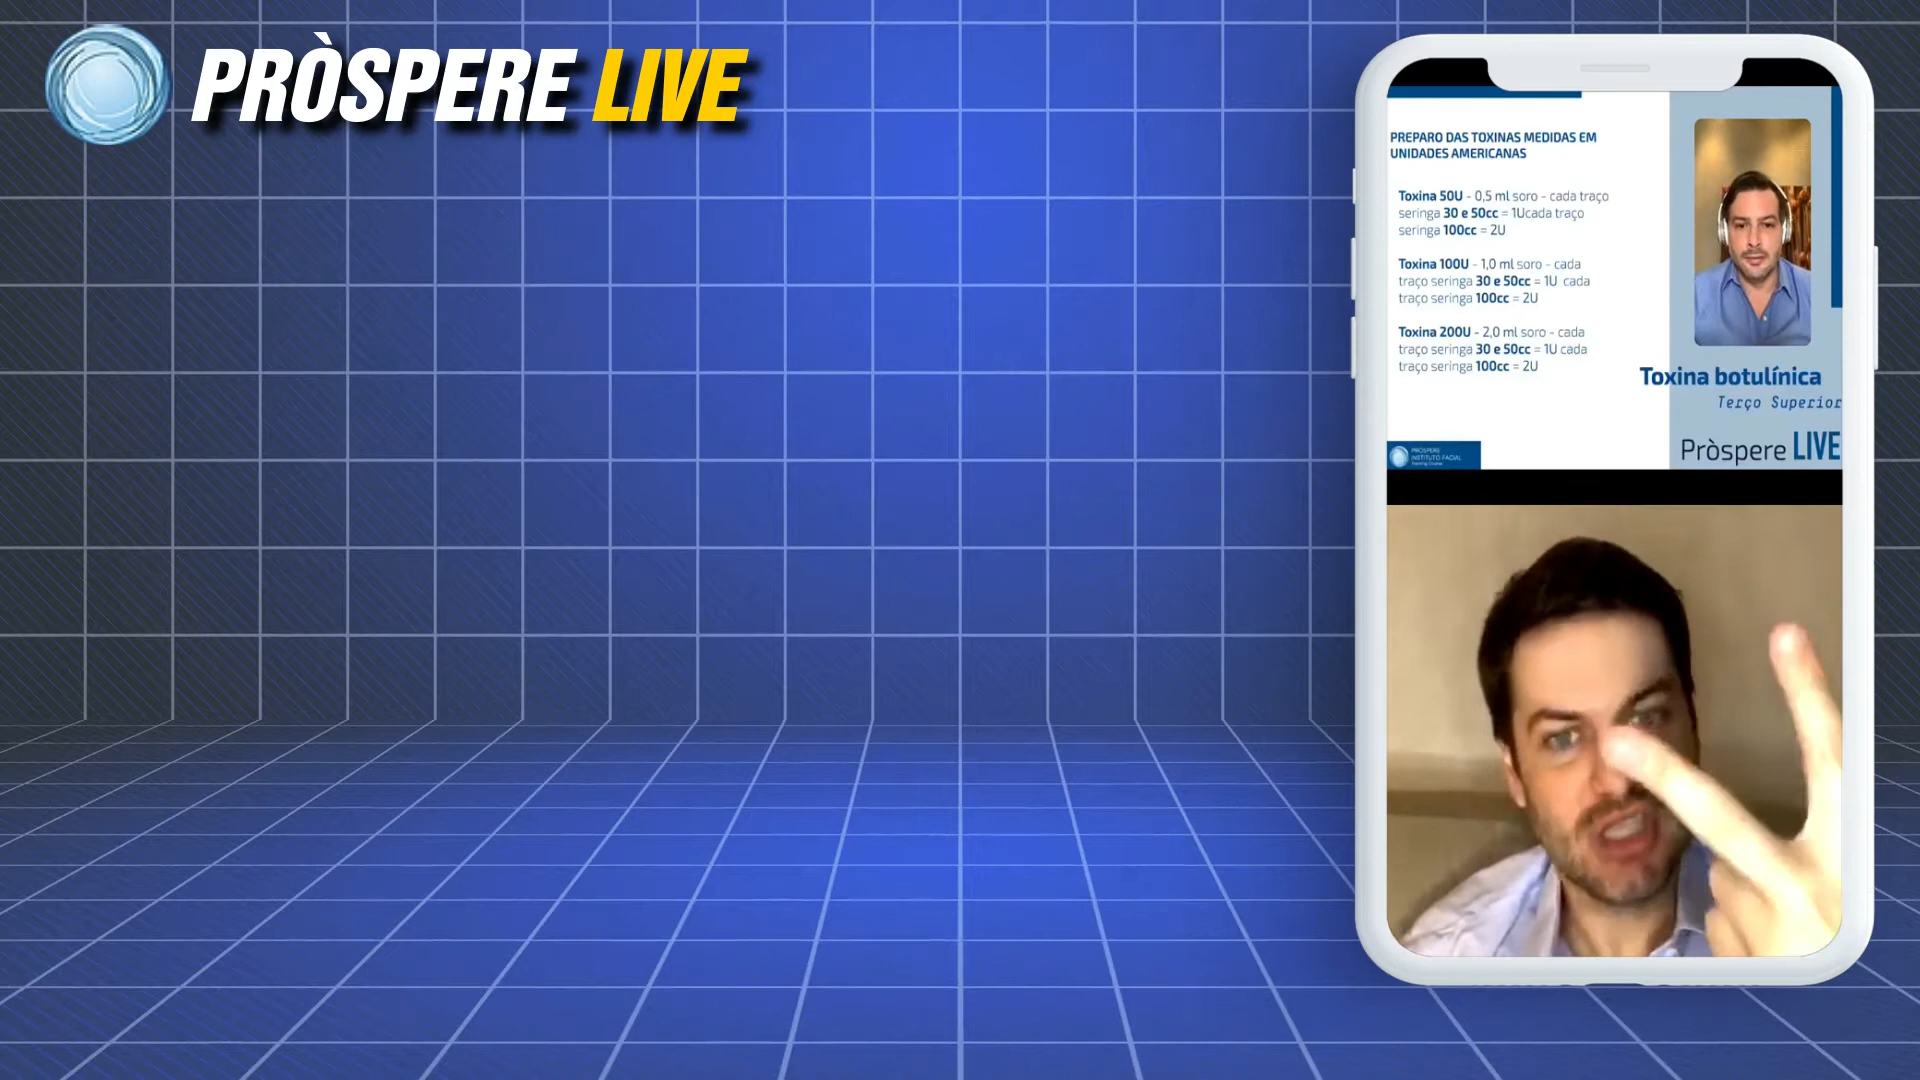 PRÒSPERE LIVE
PREPARO DAS TOXINAS MEDIDAS EM
UNIDADES AMERICANAS
Toxina 50U - 0,5 ml soro - cada traço
seringa 30 e 50cc = 1Ucada traço
seringa 100cc = 2U
Toxina 100U - 1,0 ml soro - cada
traço seringa 30 e 50cc = 1U cada
traço seringa 100cc = 2U
Toxina 200U - 2,0 ml soro - cada
traço seringa 30 e 50cc = 1U cada
traço seringa 100cc = 2U
Toxina botulínica
Terço Superior
Pròspere LIVE
PRÒSPERE
INSTITUTO FACIAL